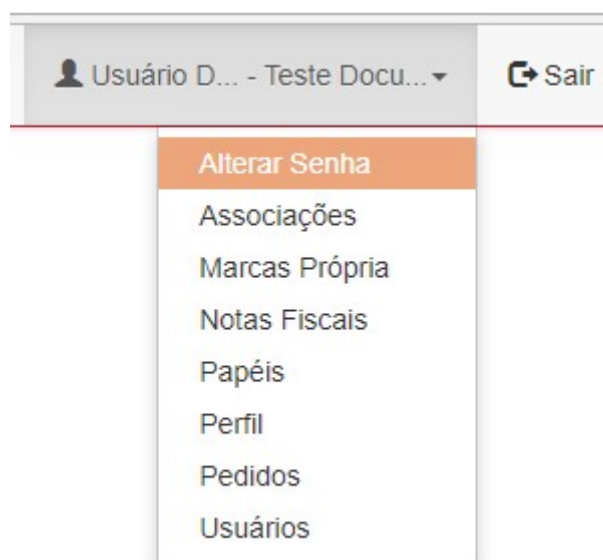 Usuário D... - Teste Docu... Sair
Alterar Senha
Associações
Marcas Própria
Notas Fiscais
Papéis
Perfil
Pedidos
Usuários